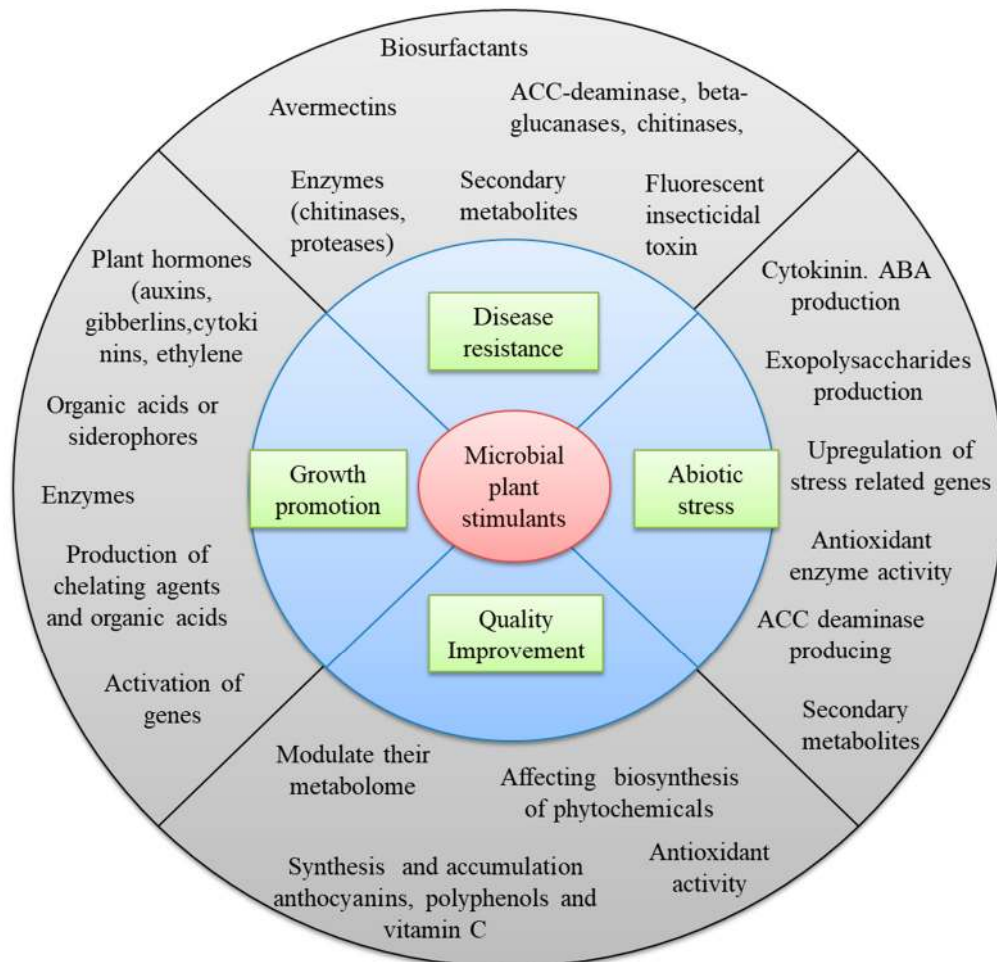 Biosurfactants
Avermectins
ACC-deaminase, beta-
glucanases, chitinases,
Enzymes
(chitinases,
proteases)
Secondary
metabolites
Fluorescent
insecticidal
toxin
Plant hormones
(auxins,
gibberlins,cytoki
nins, ethylene
Organic acids or
siderophores
Enzymes
Production of
chelating agents
and organic acids
Activation of
genes
Disease
resistance
Growth
promotion
Microbial
plant
stimulants
Abiotic
stress
Quality
Improvement
Cytokinin. ABA
production
Exopolysaccharides
production
Upregulation of
stress related genes
Antioxidant
enzyme activity
ACC deaminase
producing
Secondary
metabolites
Modulate their
metabolome
Affecting biosynthesis
of phytochemicals
Synthesis and accumulation
anthocyanins, polyphenols and
vitamin C
Antioxidant
activity